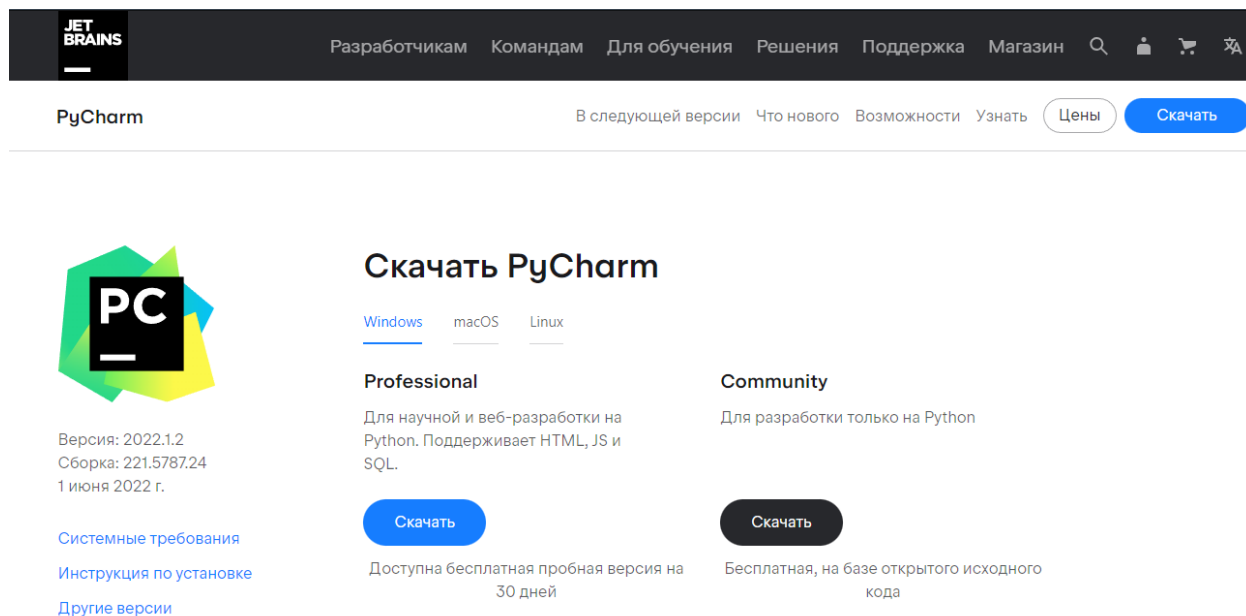 JET
BRAINS
Разработчикам Командам Для обучения Решения Поддержка Магазин
PyCharm
В следующей версии Что нового Возможности Узнать Цены Скачать
PC
Скачать PyCharm
Windows macOS Linux
Professional
Для научной и веб-разработки на
Python. Поддерживает HTML, JS и
SQL.
Скачать
Доступна бесплатная пробная версия на
30 дней
Community
Для разработки только на Python
Скачать
Бесплатная, на базе открытого исходного
кода
Версия: 2022.1.2
Сборка: 221.5787.24
1 июня 2022 г.
Системные требования
Инструкция по установке
Другие версии